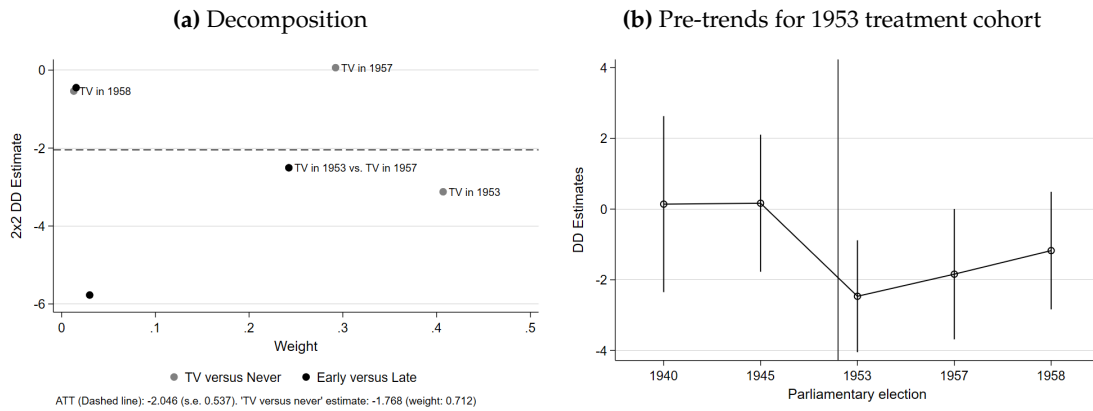 (a) Decomposition
0
-2
-4
-6
2x2 DD Estimate
TV in 1957
TV in 1958
TV in 1953 vs. TV in 1957
TV in 1953
0 .1 .2 .3 .4 .5
Weight
TV versus Never Early versus Late
ATT (Dashed line): -2.046 (s.e. 0.537). 'TV versus never' estimate: -1.768 (weight: 0.712)
(b) Pre-trends for 1953 treatment cohort
4
2
0
-2
-4
DD Estimates
1940 1945 1953 1957 1958
Parliamentary election